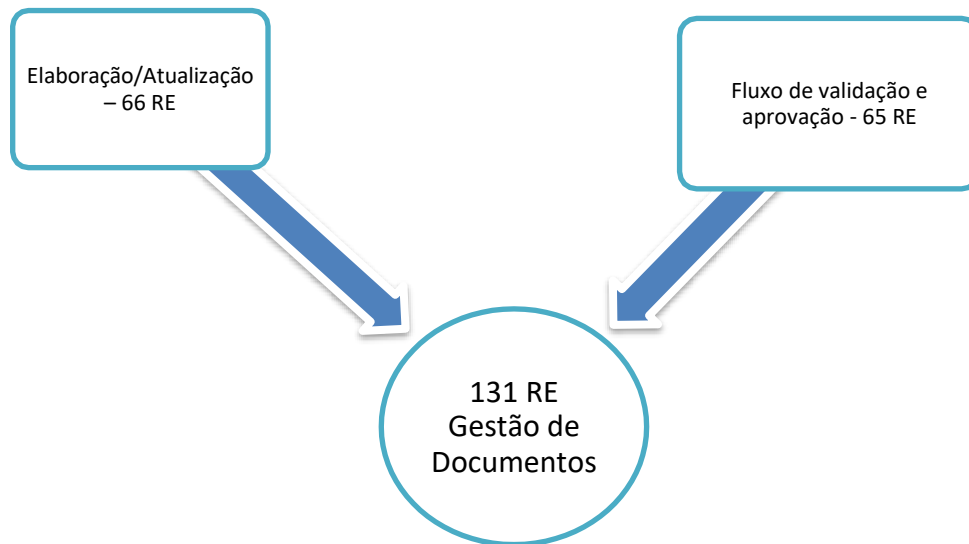 Elaboração/Atualização
– 66 RE
Fluxo de validação e
aprovação - 65 RE
131 RE
Gestão de
Documentos